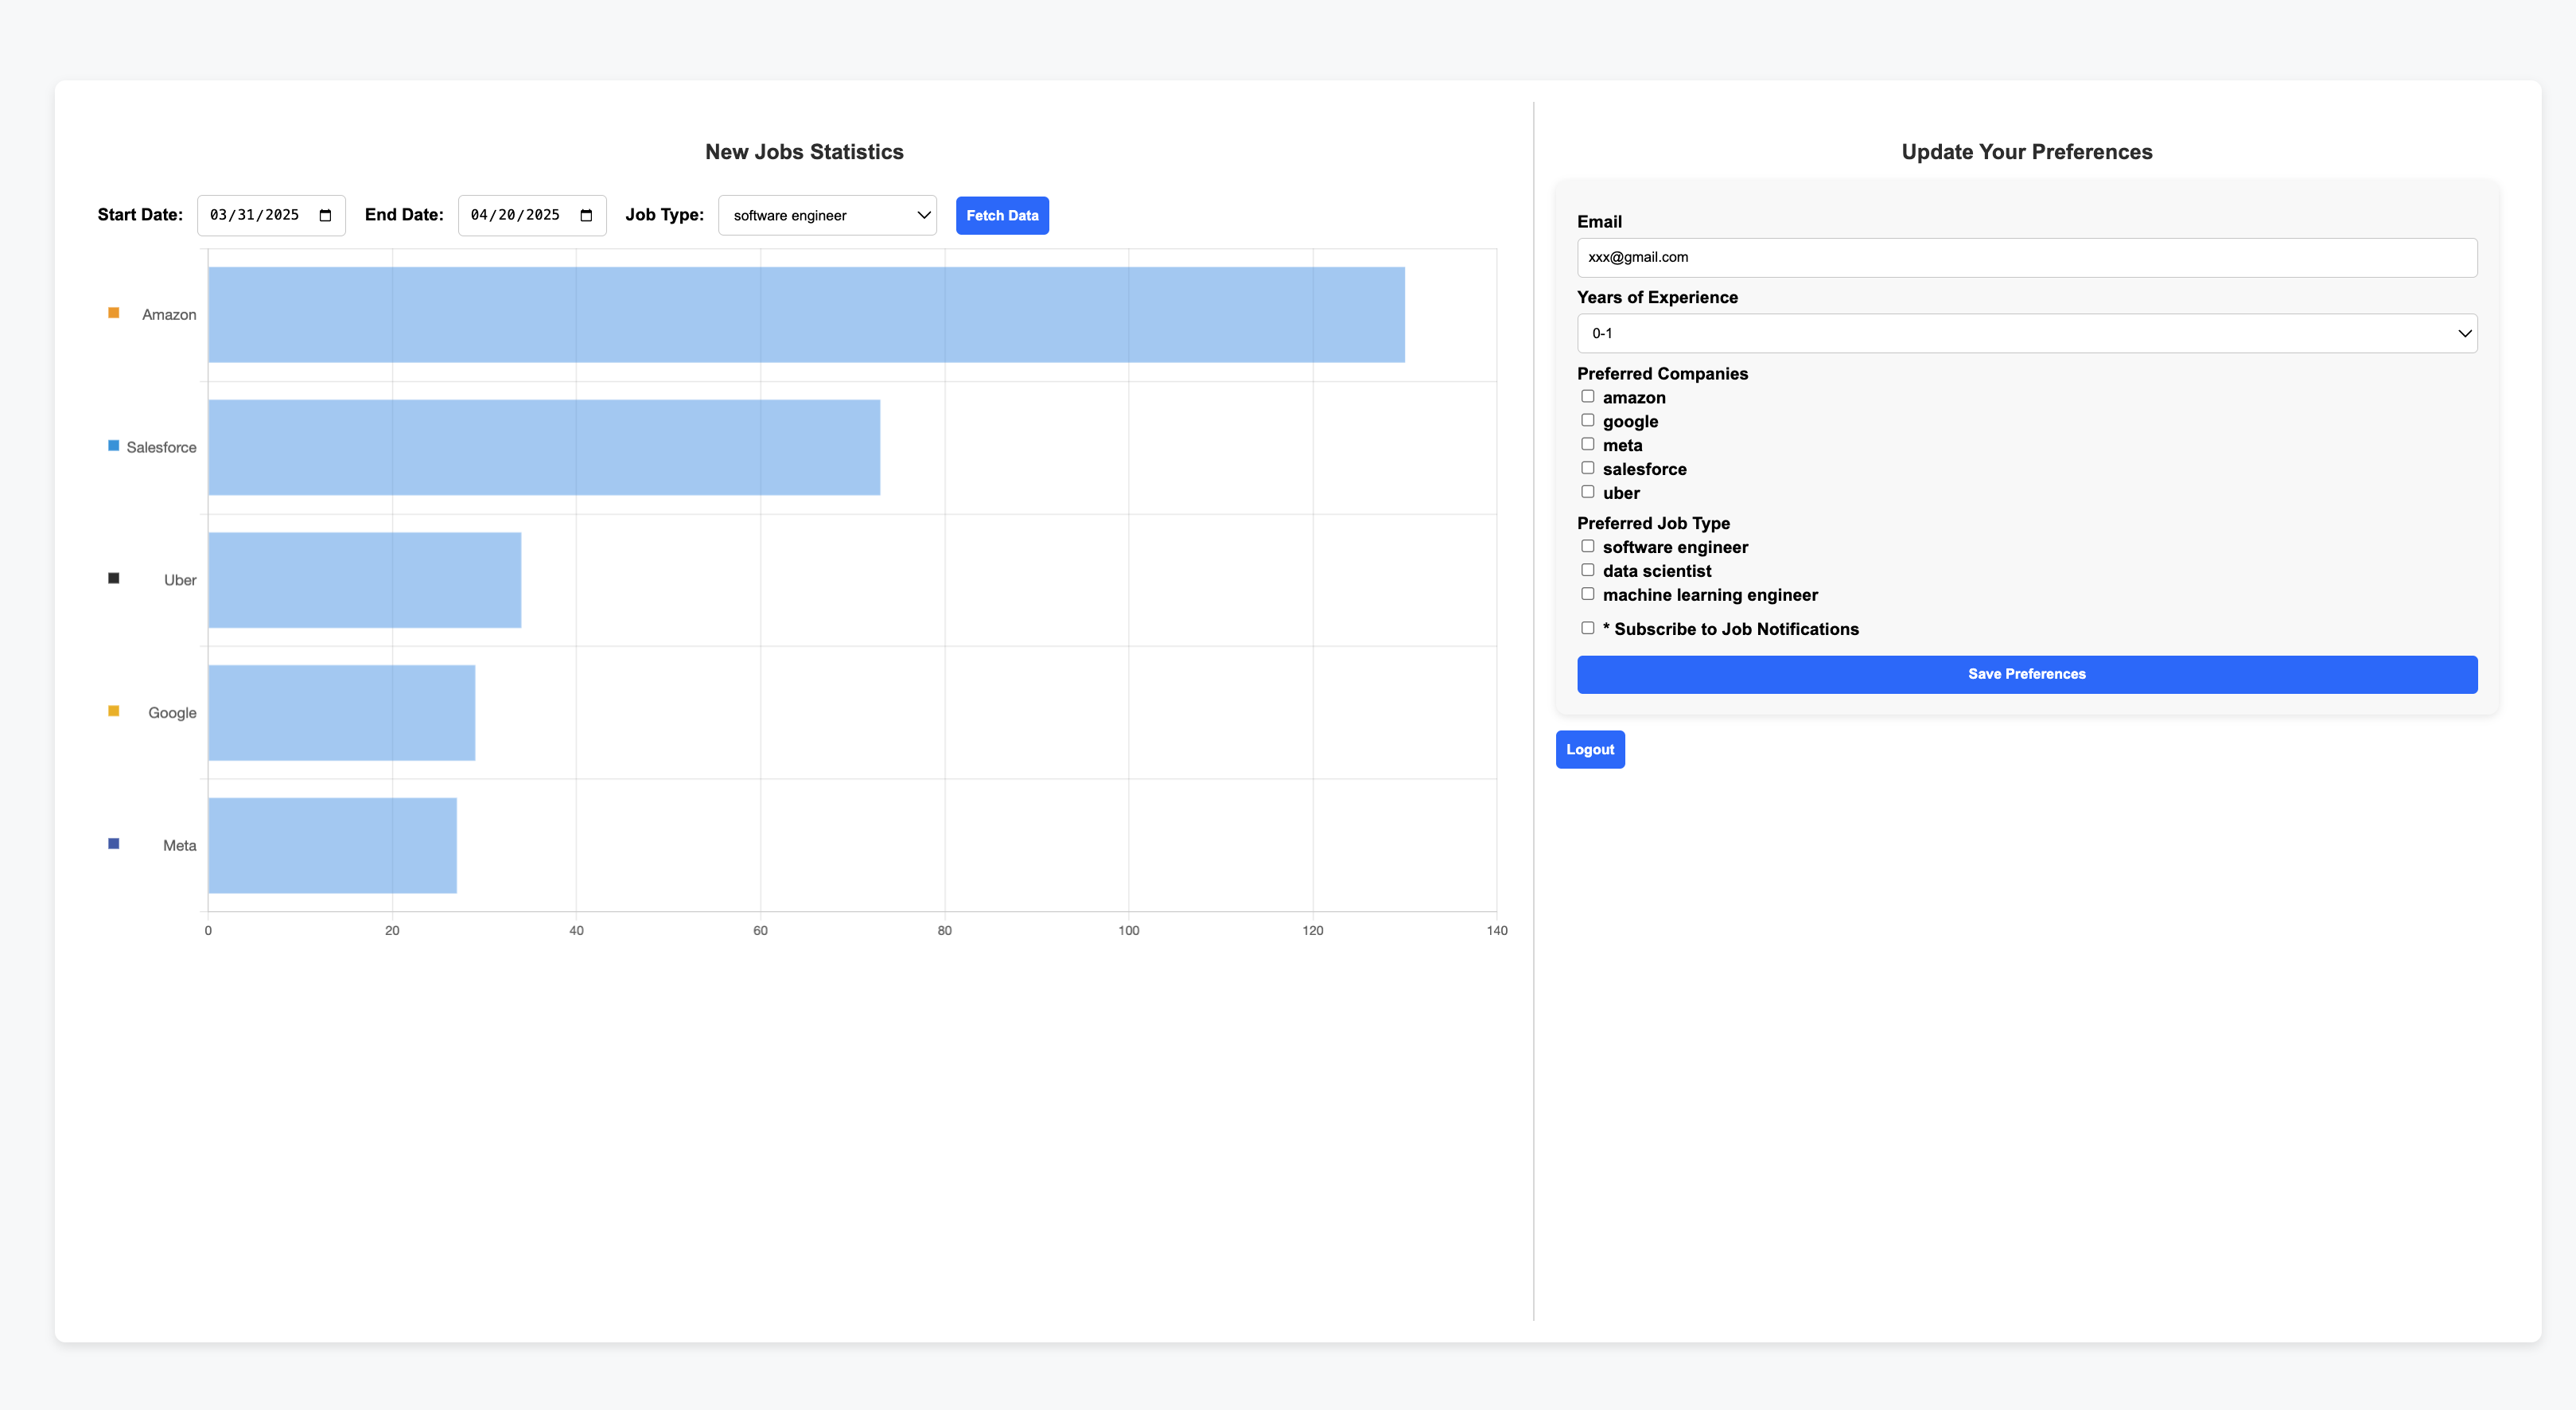 New Jobs Statistics
Start Date: 03/31/2025 End Date: 04/20/2025 Job Type: software engineer Fetch Data
Amazon
Salesforce
Uber
Google
Meta
0 20 40 60 80 100 120 140
Update Your Preferences
Email
xxx@gmail.com
Years of Experience
0-1
Preferred Companies
amazon
google
meta
salesforce
uber
Preferred Job Type
software engineer
data scientist
machine learning engineer
* Subscribe to Job Notifications
Save Preferences
Logout